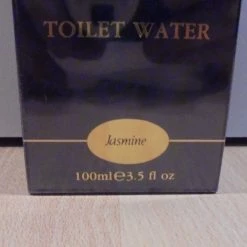 TOILET WATER
Jasmine
100ml℮3.5 fl oz